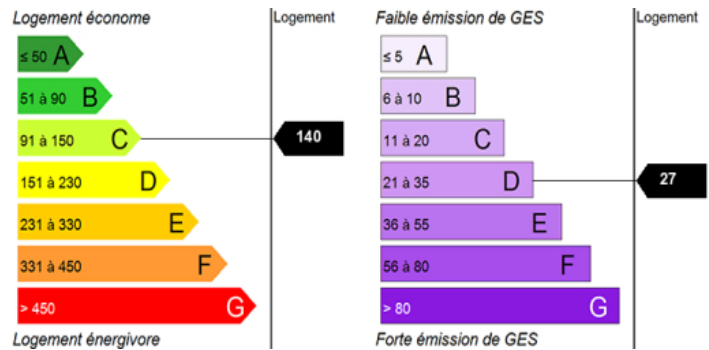 Logement économe
Logement
≤ 50 A
51 à 90 B
91 à 150 C
140
151 à 230 D
231 à 330 E
331 à 450 F
> 450 G
Logement énergivore
Faible émission de GES
Logement
≤ 5 A
6 à 10 B
11 à 20 C
21 à 35 D
27
36 à 55 E
56 à 80 F
> 80 G
Forte émission de GES